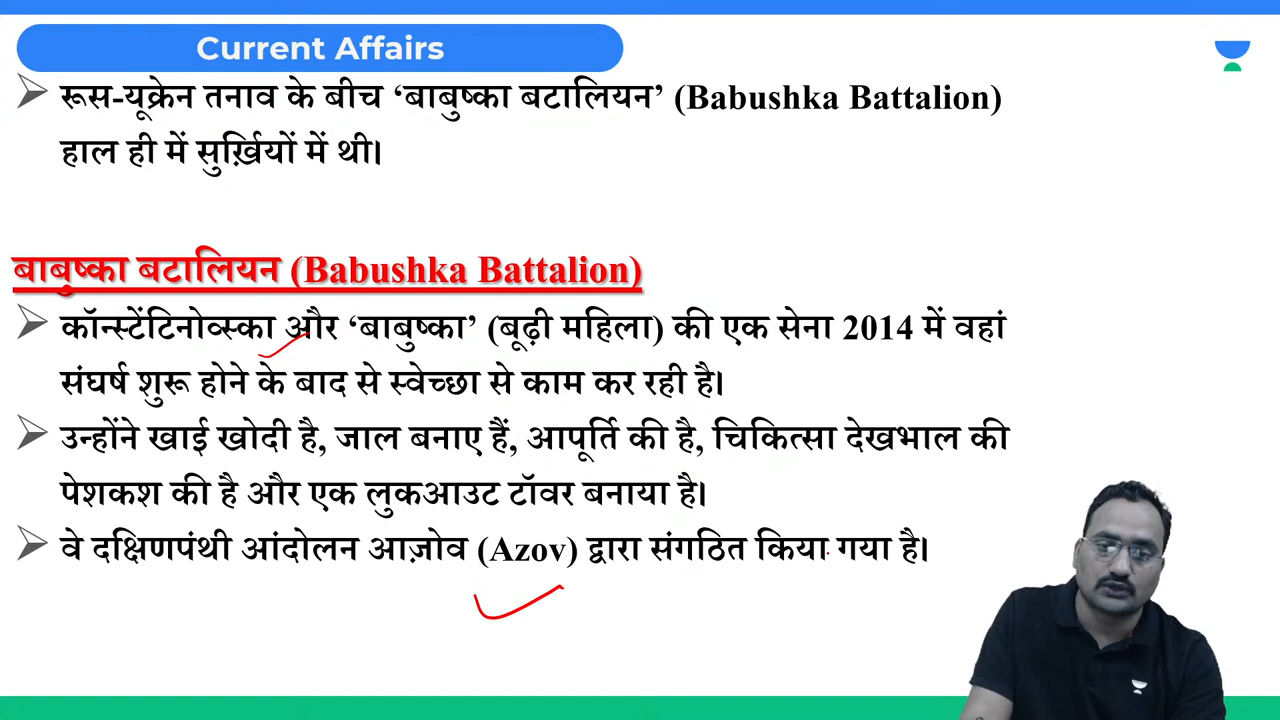 Current Affairs
रूस-यूक्रेन तनाव के बीच ‘बाबुष्का बटालियन’ (Babushka Battalion)
हाल ही में सुर्ख़ियों में थी।
बाबुष्का बटालियन (Babushka Battalion)
कॉन्स्टेंटिनोव्स्का और ‘बाबुष्का’ (बूढ़ी महिला) की एक सेना 2014 में वहां
संघर्ष शुरू होने के बाद से स्वेच्छा से काम कर रही है।
उन्होंने खाई खोदी है, जाल बनाए हैं, आपूर्ति की है, चिकित्सा देखभाल की
पेशकश की है और एक लुकआउट टॉवर बनाया है।
वे दक्षिणपंथी आंदोलन आज़ोव (Azov) द्वारा संगठित किया गया है।